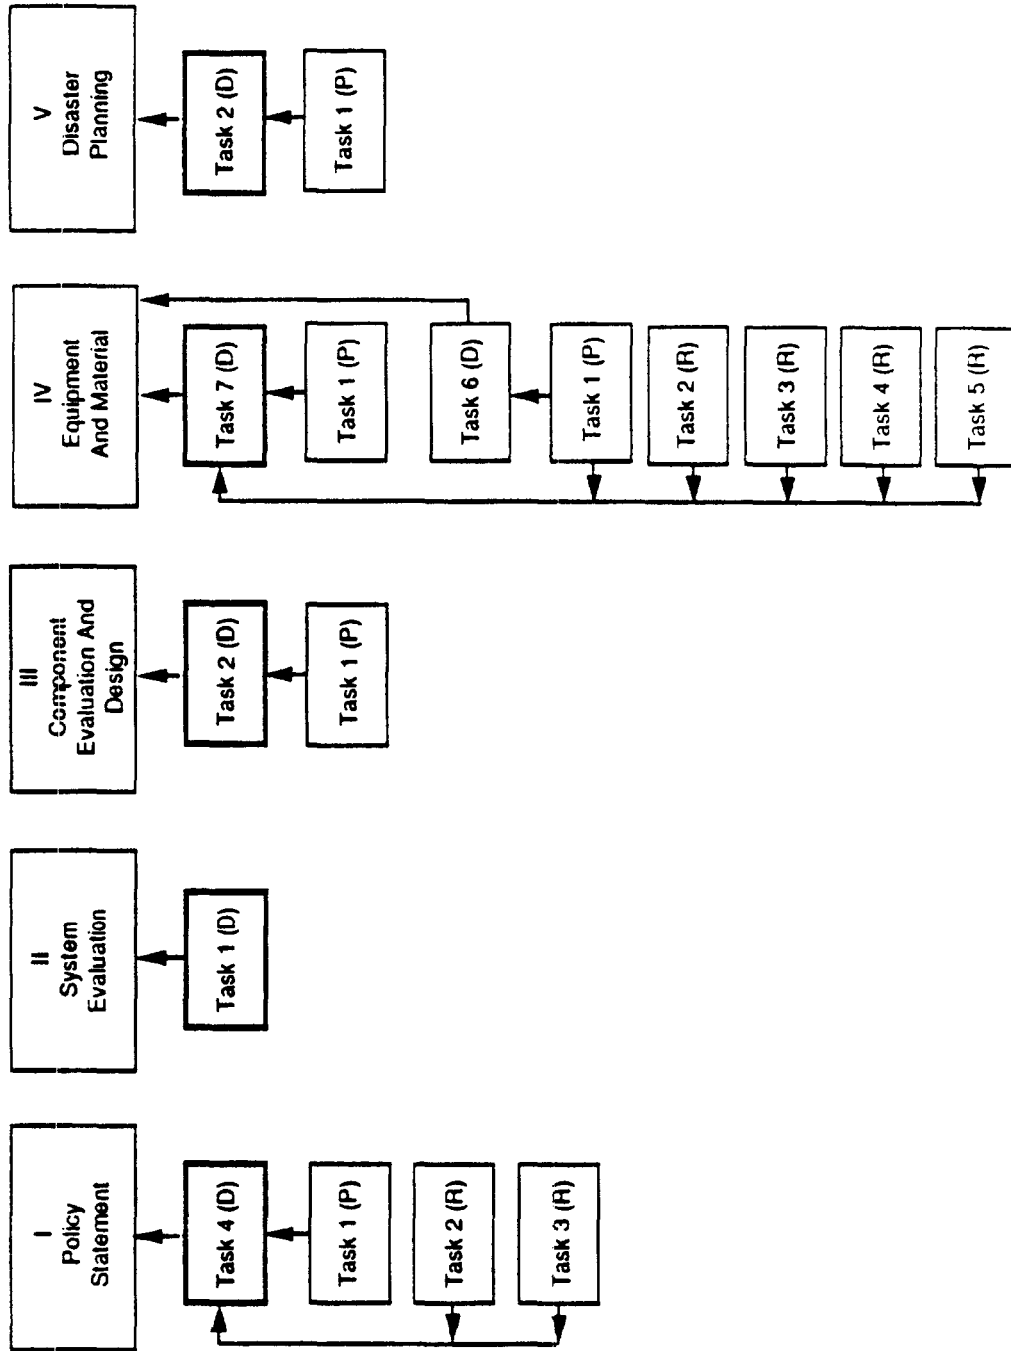 I
Policy
Statement
Task 4 (D)
Task 1 (P)
Task 2 (R)
Task 3 (R)
II
System
Evaluation
Task 1 (D)
III
Component
Evaluation And
Design
Task 2 (D)
Task 1 (P)
IV
Equipment
And Material
Task 7 (D)
Task 1 (P)
Task 6 (D)
Task 1 (P)
Task 2 (R)
Task 3 (R)
Task 4 (R)
Task 5 (R)
V
Disaster
Planning
Task 2 (D)
Task 1 (P)